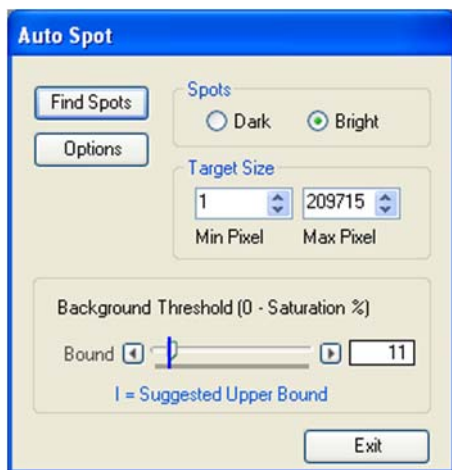 Auto Spot
Find Spots
Options
Spots
Dark Bright
Target Size
1 209715
Min Pixel Max Pixel
Background Threshold (0 - Saturation %)
Bound 11
I = Suggested Upper Bound
Exit